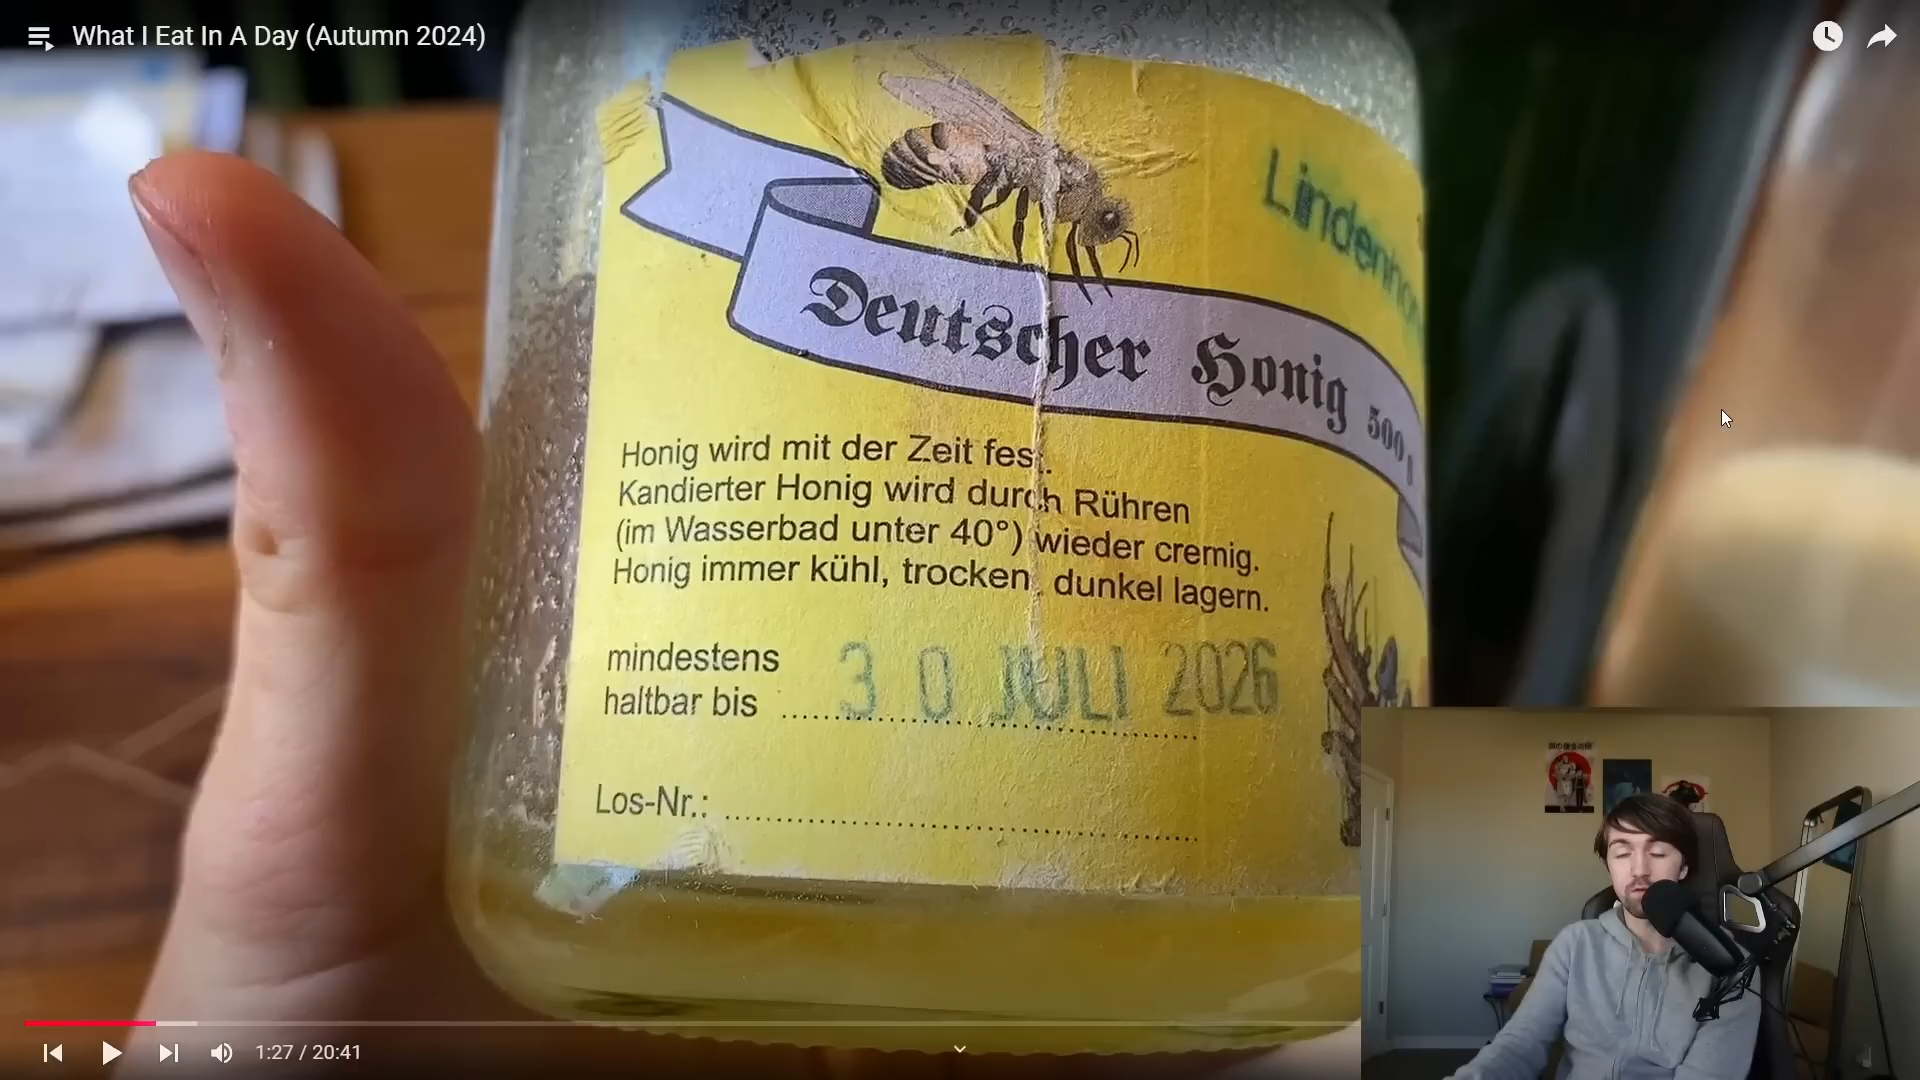 What I Eat In A Day (Autumn 2024)
Deutscher Honig 500 g
Honig wird mit der Zeit fest.
Kandierter Honig wird durch Rühren
(im Wasserbad unter 40°) wieder cremig.
Honig immer kühl, trocken, dunkel lagern.
mindestens
haltbar bis 30 JULI 2026
Los-Nr.:
1:27 / 20:41